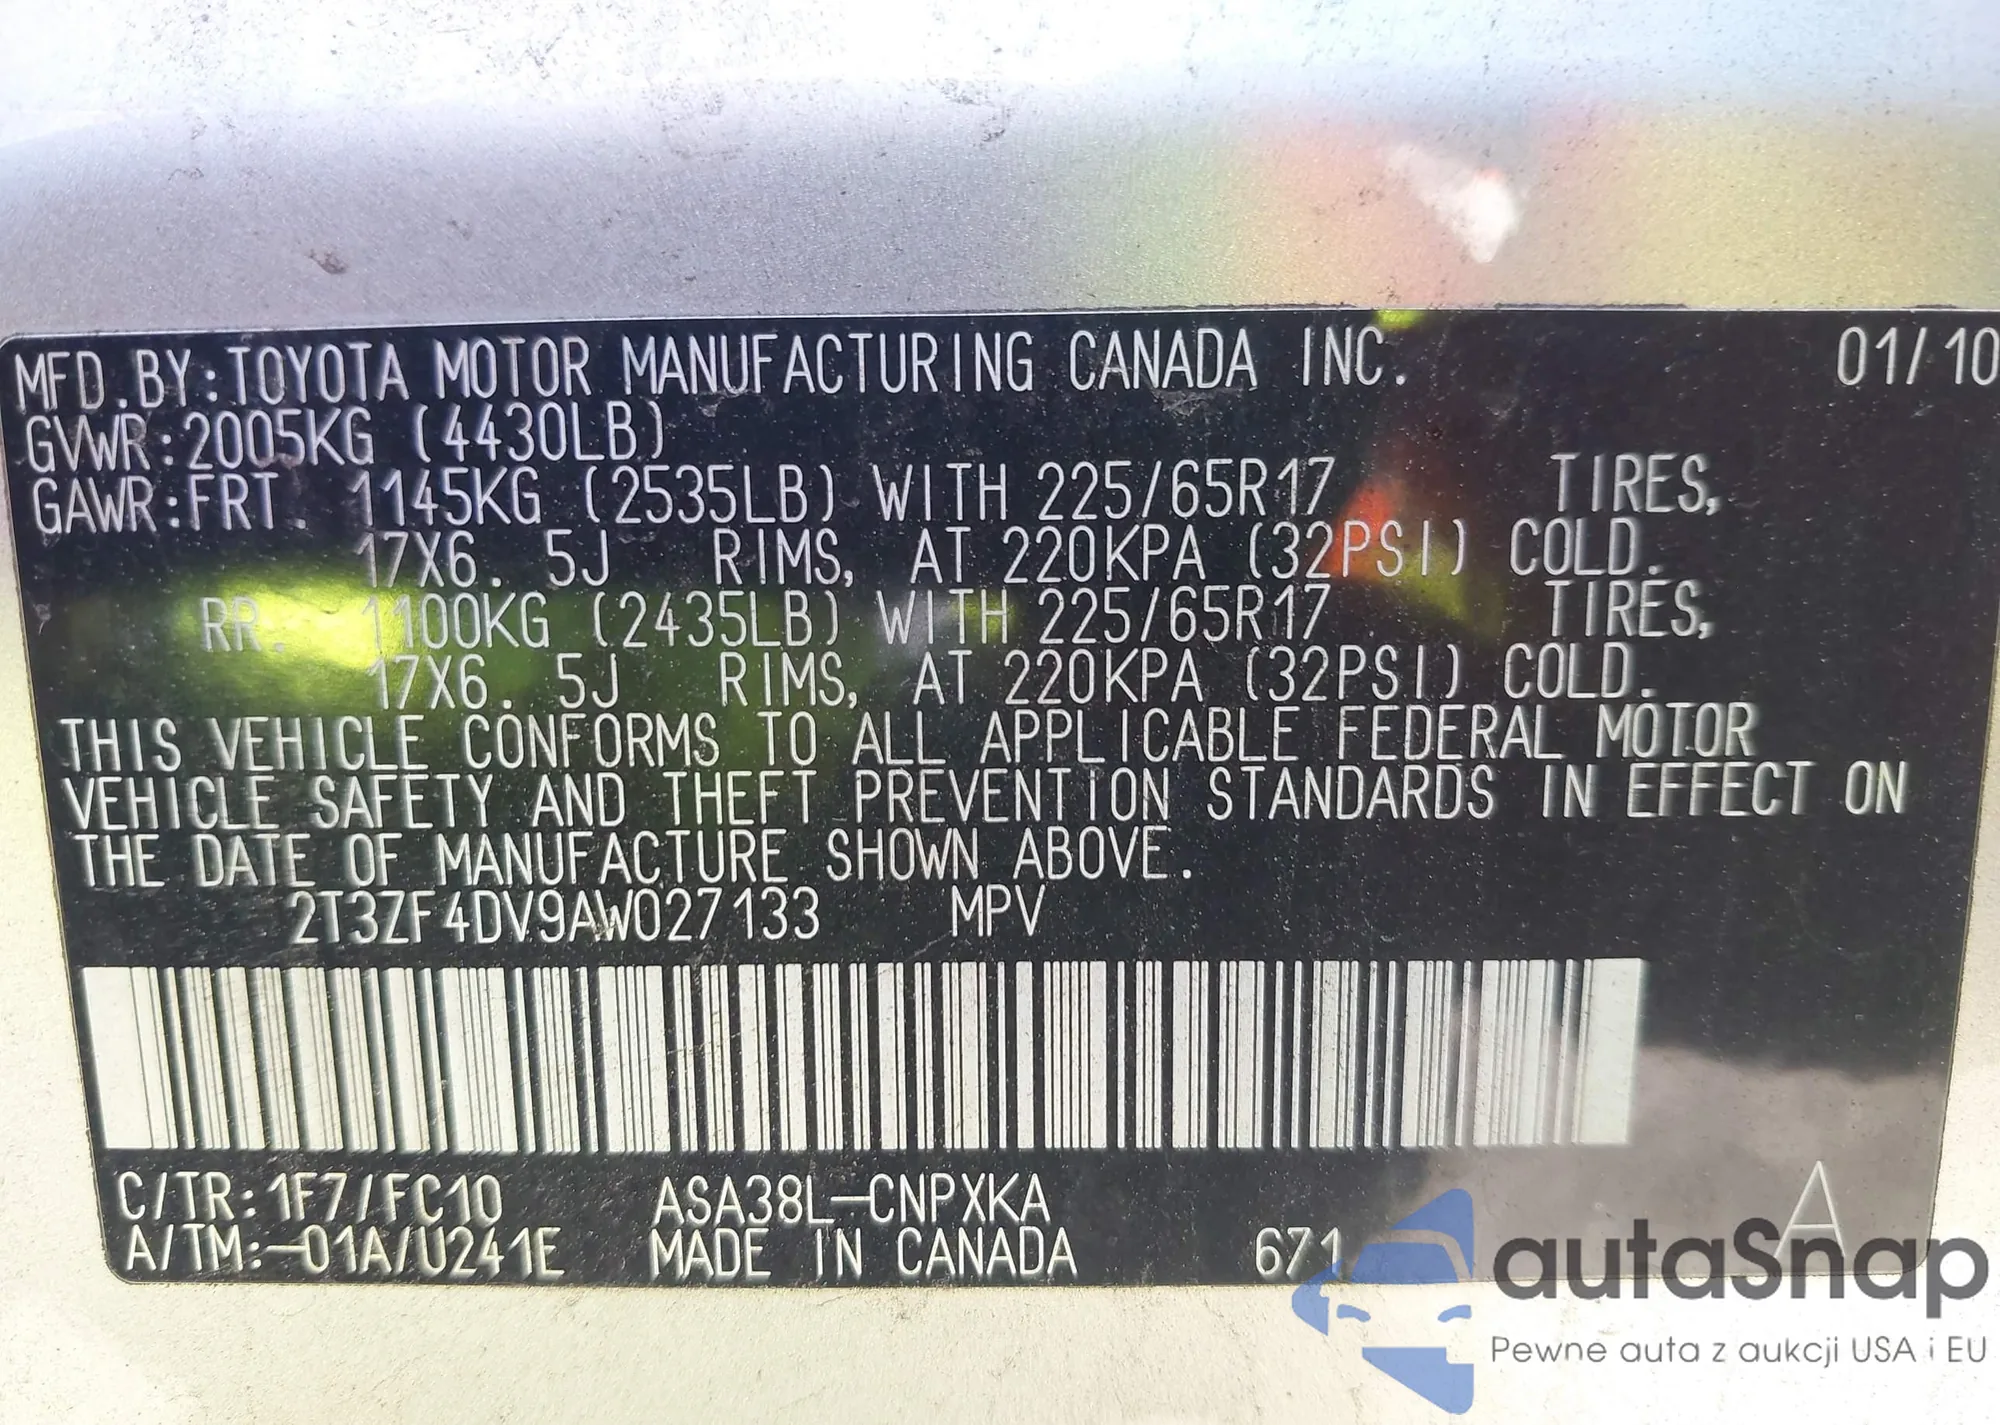 MFD. BY: TOYOTA MOTOR MANUFACTURING CANADA INC. 01/10
GVWR: 2005KG (4430LB)
GAWR: FRT. 1145KG (2535LB) WITH 225/65R17 TIRES,
17X6. 5J RIMS, AT 220KPA (32PSI) COLD.
RR. 1100KG (2435LB) WITH 225/65R17 TIRES,
17X6. 5J RIMS, AT 220KPA (32PSI) COLD.
THIS VEHICLE CONFORMS TO ALL APPLICABLE FEDERAL MOTOR
VEHICLE SAFETY AND THEFT PREVENTION STANDARDS IN EFFECT ON
THE DATE OF MANUFACTURE SHOWN ABOVE.
2T3ZF4DV9AW027133 MPV
C/TR: 1F7/FC10 ASA38L-CNPXKA A
A/TM:-01A/U241E MADE IN CANADA 671
autaSnap
Pewne auta z aukcji USA i EU